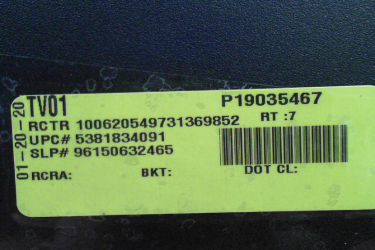 01-20-20
TV01 P19035467
RCTR 100620549731369852 RT :7
UPC# 5381834091
SLP# 96150632465
RCRA: BKT: DOT CL: